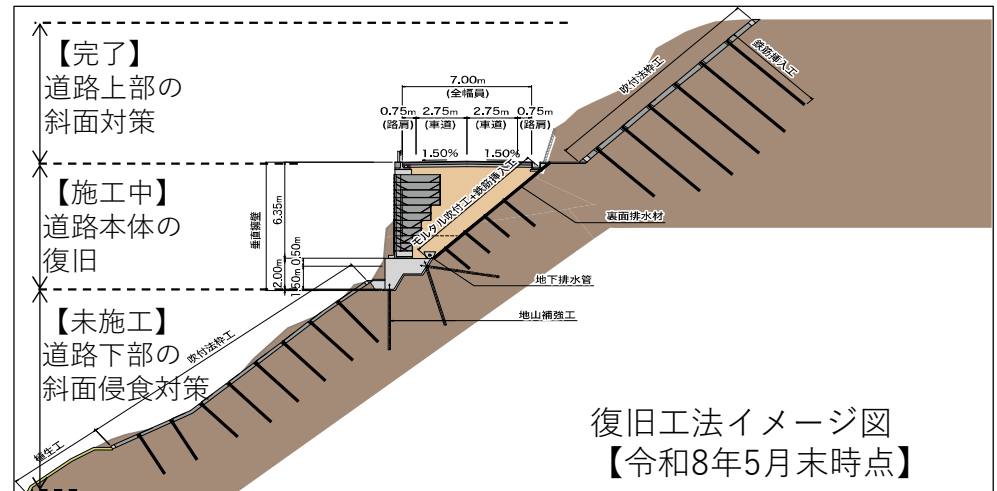 【完了】
道路上部の
斜面対策
【施工中】
道路本体の
復旧
【未施工】
道路下部の
斜面侵食対策
7.00m
(全幅員)
0.75m 2.75m 2.75m 0.75m
(路肩) (車道) (車道) (路肩)
1.50% 1.50%
吹付法枠工
鉄筋挿入工
モルタル吹付工+鉄筋挿入工
裏面排水材
垂直擁壁
6.35m
2.00m
0.50m
1.50m
地下排水管
地山補強工
吹付法枠工
植生工
復旧工法イメージ図
【令和8年5月末時点】